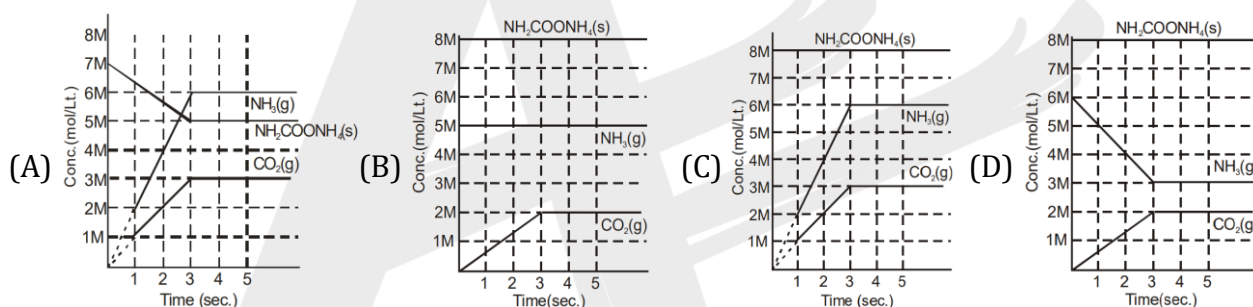 (A)
Conc.(mol/Lt.)
8M
7M
6M
5M
4M
3M
2M
1M
NH₃(g)
NH₂COONH₄(s)
CO₂(g)
1 2 3 4 5
Time (sec.)
(B)
Conc.(mol/Lt.)
NH₂COONH₄(s)
8M
7M
6M
5M
4M
3M
2M
1M
NH₃(g)
CO₂(g)
1 2 3 4 5
Time (sec.)
(C)
Conc.(mol/Lt.)
NH₂COONH₄(s)
8M
7M
6M
5M
4M
3M
2M
1M
NH₃(g)
CO₂(g)
1 2 3 4 5
Time (sec.)
(D)
Conc.(mol/Lt.)
NH₂COONH₄(s)
8M
7M
6M
5M
4M
3M
2M
1M
NH₃(g
CO₂(g
1 2 3 4 5
Time(sec.)